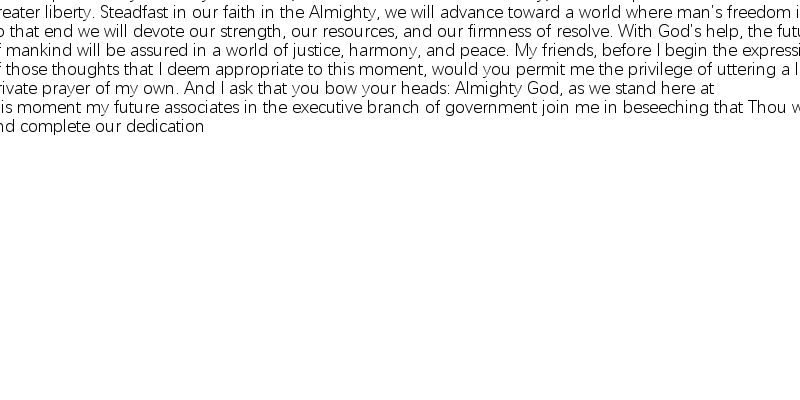 reater liberty. Steadfast in our faith in the Almighty, we will advance toward a world where man's freedom i
o that end we will devote our strength, our resources, and our firmness of resolve. With God's help, the futu
f mankind will be assured in a world of justice, harmony, and peace. My friends, before I begin the expressi
f those thoughts that I deem appropriate to this moment, would you permit me the privilege of uttering a l
rivate prayer of my own. And I ask that you bow your heads: Almighty God, as we stand here at
is moment my future associates in the executive branch of government join me in beseeching that Thou w
nd complete our dedication